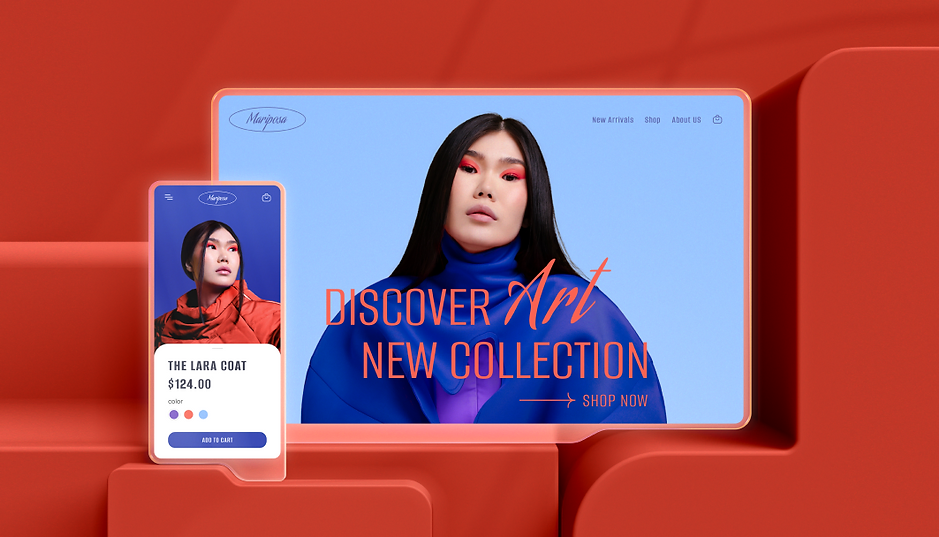 Mariposa
New Arrivals Shop About US
DISCOVER Art
NEW COLLECTION
SHOP NOW
Mariposa
THE LARA COAT
$124.00
color
ADD TO CART